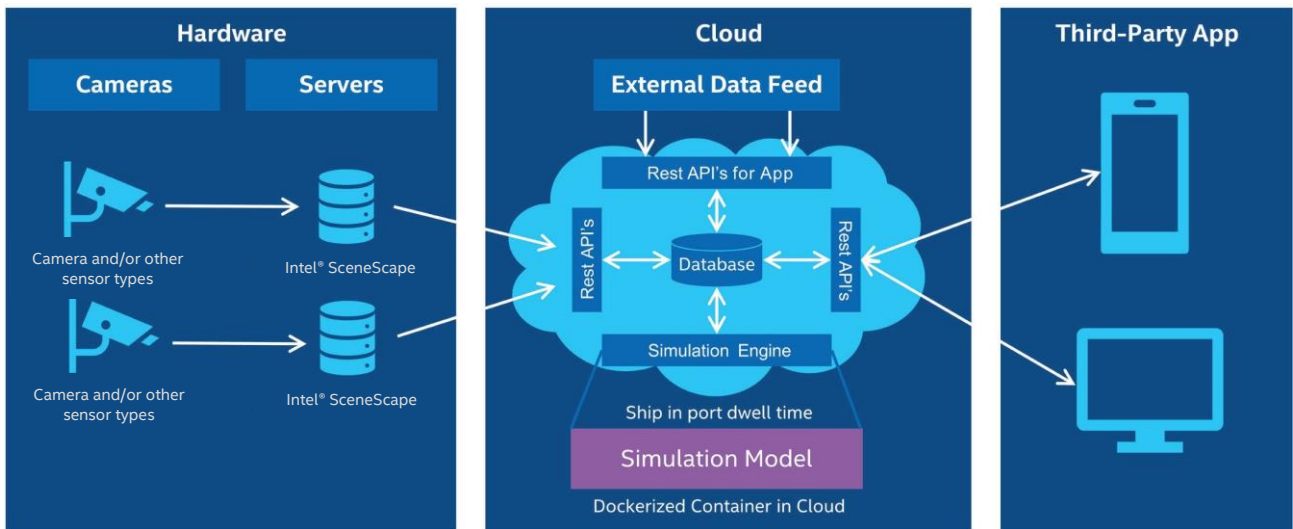 Hardware
Cameras
Servers
Camera and/or other
sensor types
Intel® SceneScape
Camera and/or other
sensor types
Intel® SceneScape
Cloud
External Data Feed
Rest API's for App
Rest API's
Database
Rest API's
Simulation Engine
Ship in port dwell time
Simulation Model
Dockerized Container in Cloud
Third-Party App